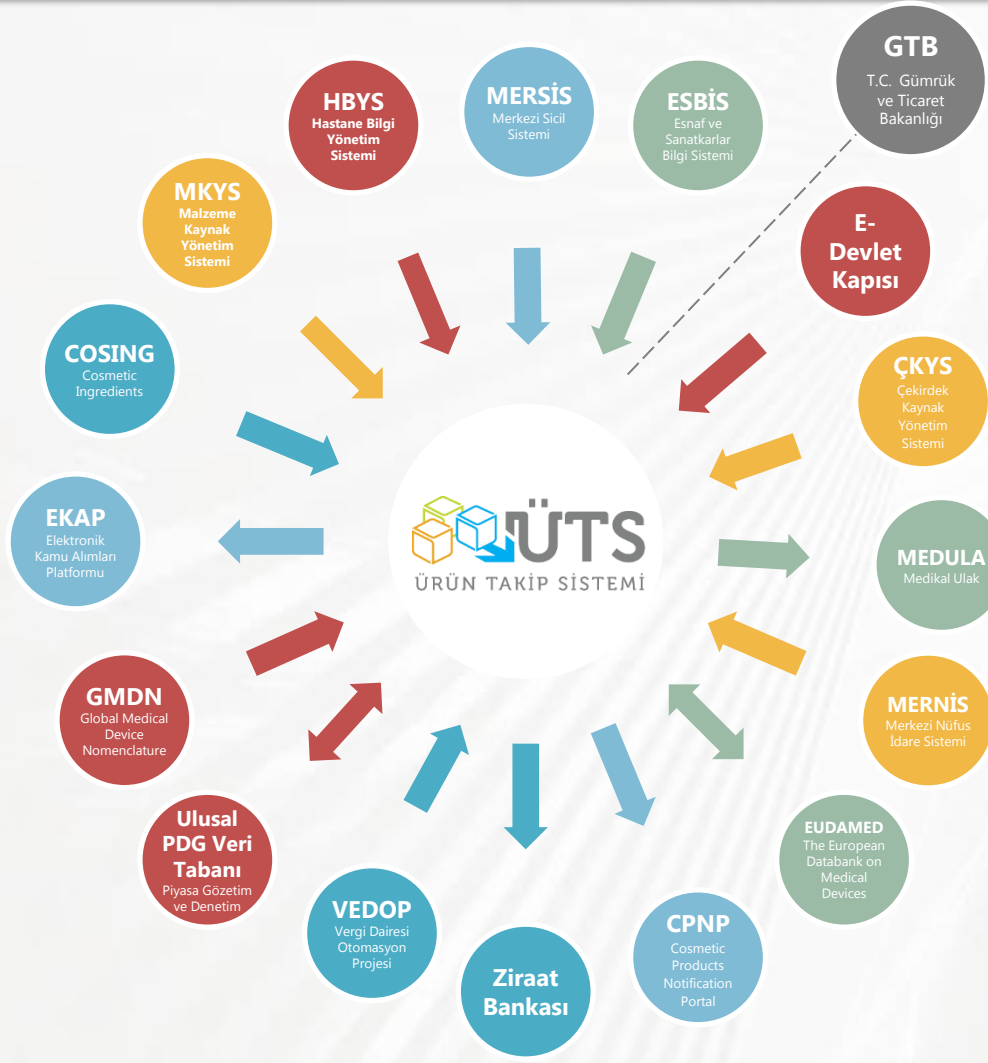 GTB
T.C. Gümrük
ve Ticaret
Bakanlığı
HBYS
Hastane Bilgi
Yönetim
Sistemi
MERSİS
Merkezi Sicil
Sistemi
ESBİS
Esnaf ve
Sanatkarlar
Bilgi Sistemi
MKYS
Malzeme
Kaynak
Yönetim
Sistemi
E-
Devlet
Kapısı
COSING
Cosmetic
Ingredients
ÇKYS
Çekirdek
Kaynak
Yönetim
Sistemi
EKAP
Elektronik
Kamu Alımları
Platformu
ÜTS
ÜRÜN TAKİP SİSTEMİ
MEDULA
Medikal Ulak
GMDN
Global Medical
Device
Nomenclature
MERNİS
Merkezi Nüfus
İdare Sistemi
Ulusal
PDG Veri
Tabanı
Piyasa Gözetim
ve Denetim
EUDAMED
The European
Databank on
Medical
Devices
VEDOP
Vergi Dairesi
Otomasyon
Projesi
CPNP
Cosmetic
Products
Notification
Portal
Ziraat
Bankası